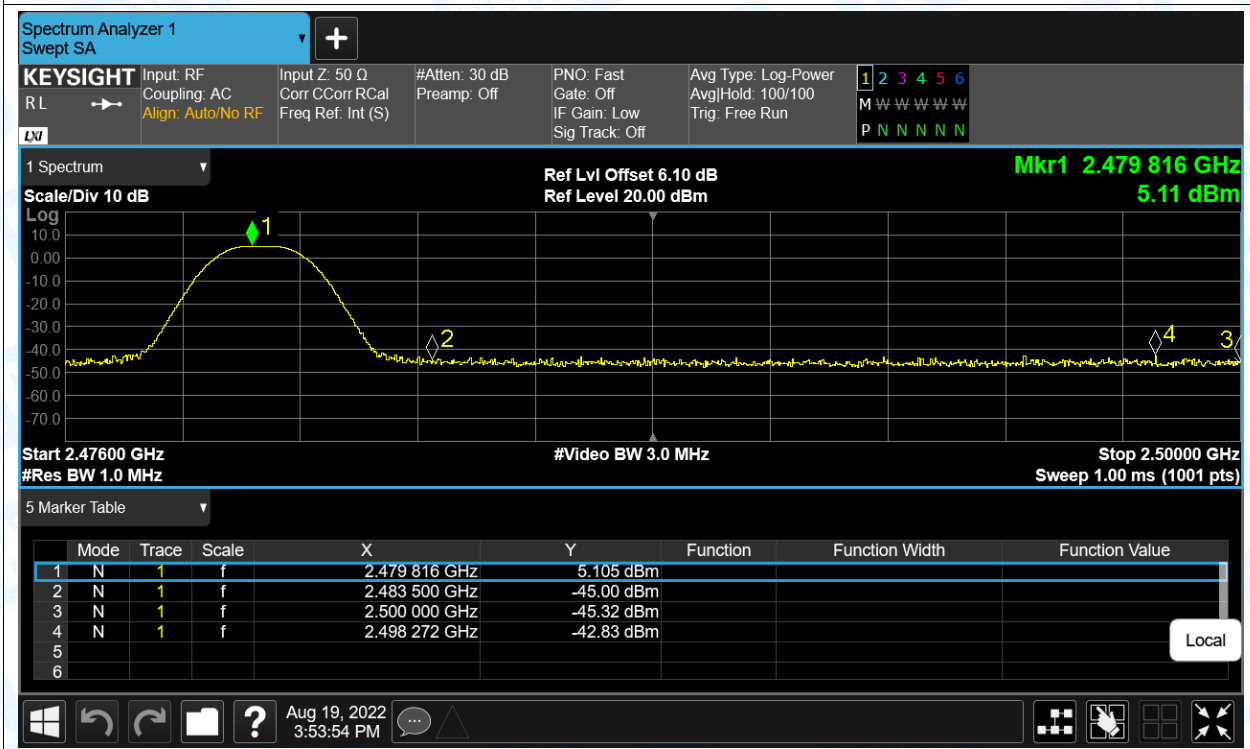 Spectrum Analyzer 1
Swept SA
KEYSIGHT Input: RF Input Z: 50 Ω #Atten: 30 dB PNO: Fast Avg Type: Log-Power 1 2 3 4 5 6
R L Coupling: AC Corr CCorr RCal Preamp: Off Gate: Off Avg|Hold: 100/100 M W W W W W
Align: Auto/No RF Freq Ref: Int (S) IF Gain: Low Trig: Free Run
LXI Sig Track: Off P N N N N N
1 Spectrum Ref Lvl Offset 6.10 dB Mkr1 2.479 816 GHz
Scale/Div 10 dB Ref Level 20.00 dBm 5.11 dBm
Log
10.0 1
0.00
-10.0
-20.0
-30.0
-40.0 2 4 3
-50.0
-60.0
-70.0
Start 2.47600 GHz #Video BW 3.0 MHz Stop 2.50000 GHz
#Res BW 1.0 MHz Sweep 1.00 ms (1001 pts)
5 Marker Table
Mode Trace Scale X Y Function Function Width Function Value
1 N 1 f 2.479 816 GHz 5.105 dBm
2 N 1 f 2.483 500 GHz -45.00 dBm
3 N 1 f 2.500 000 GHz -45.32 dBm
4 N 1 f 2.498 272 GHz -42.83 dBm
5
6
Local
? Aug 19, 2022
3:53:54 PM